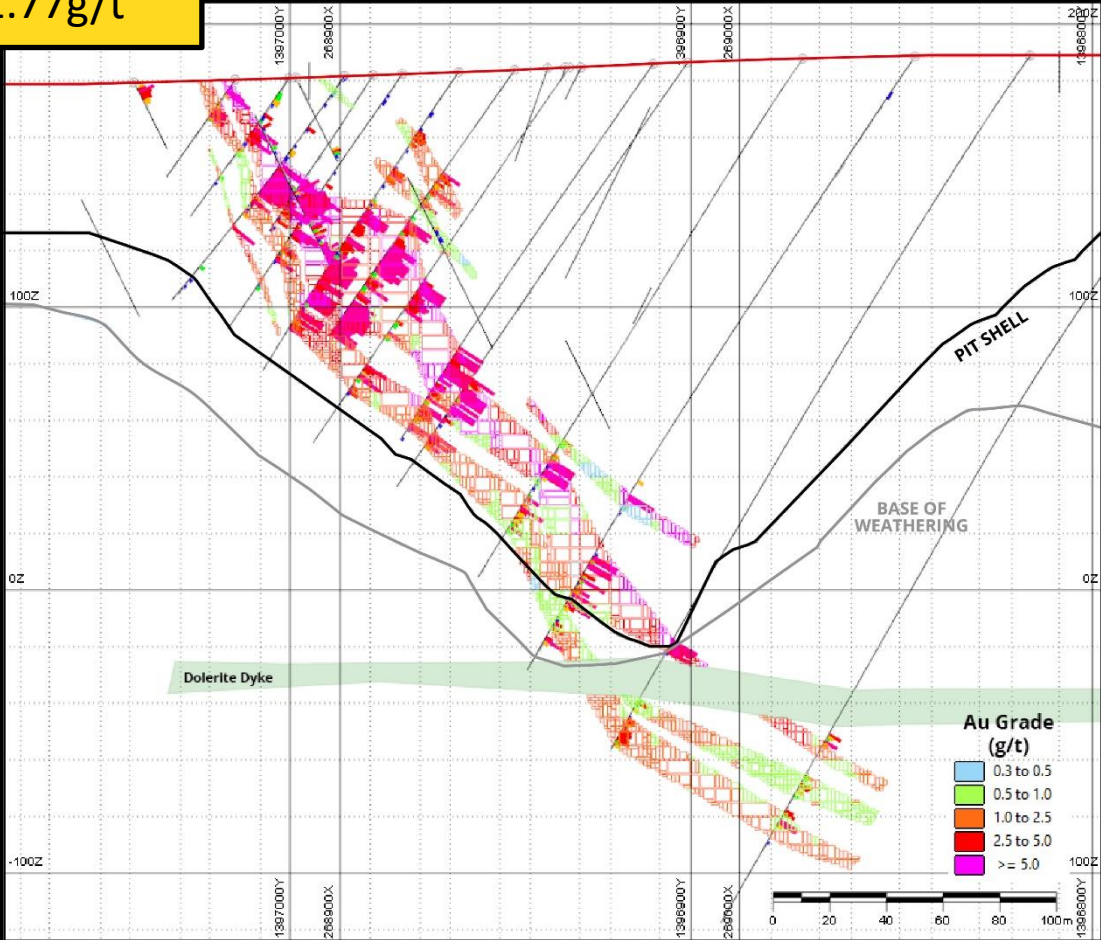 .77g/t
1397000Y
268900X
1396900Y
269000X
200Z
100Z
100Z
PIT SHELL
BASE OF
WEATHERING
0Z
0Z
Dolerite Dyke
Au Grade
(g/t)
0.3 to 0.5
0.5 to 1.0
1.0 to 2.5
2.5 to 5.0
>= 5.0
-100Z
100Z
1397000Y
268900X
1396900Y
269000X
1396800Y
0 20 40 60 80 100m